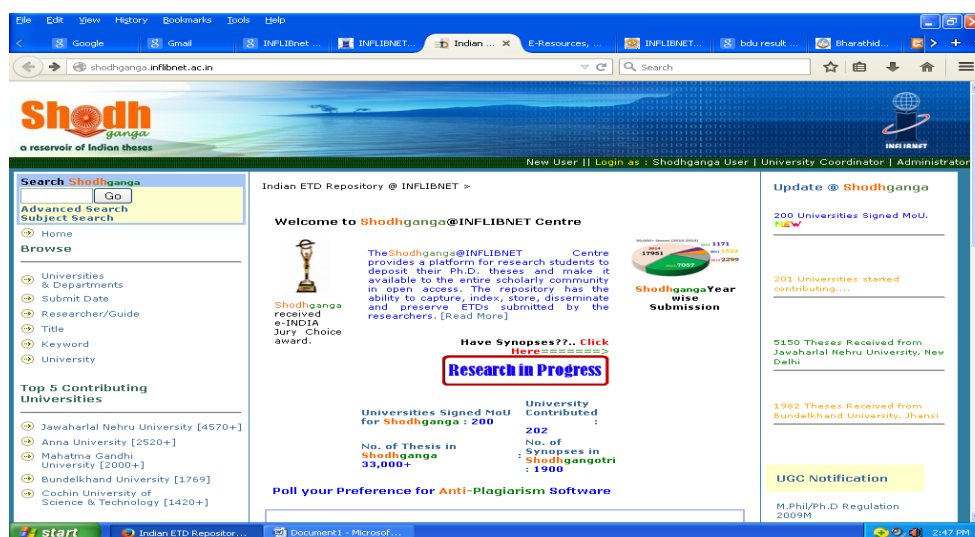 File Edit View History Bookmarks Tools Help
Google
Gmail
INFLIBnet ...
INFLIBNET...
Indian ...
E-Resources, ...
INFLIBNET...
bdu result ...
Bharathid...
shodhganga.inflibnet.ac.in
Search
Shodh
ganga
a reservoir of Indian theses
INFLIBNET
New User || Login as : Shodhganga User | University Coordinator | Administrator
Search Shodhganga
Go
Advanced Search
Subject Search
Home
Browse
Universities
& Departments
Submit Date
Researcher/Guide
Title
Keyword
University
Top 5 Contributing
Universities
Jawaharlal Nehru University [4570+]
Anna University [2520+]
Mahatma Gandhi
University [2000+]
Bundelkhand University [1769]
Cochin University of
Science & Technology [1420+]
Indian ETD Repository @ INFLIBNET >
Welcome to Shodhganga@INFLIBNET Centre
Shodhganga
received
e-INDIA
Jury Choice
award.
TheShodhganga@INFLIBNET Centre
provides a platform for research students to
deposit their Ph.D. theses and make it
available to the entire scholarly community
in open access. The repository has the
ability to capture, index, store, disseminate
and preserve ETDs submitted by the
researchers. [Read More]
2014
17951
1171
2299
7057
ShodhgangaYear
wise
Submission
Have Synopses??.. Click
Here=======>
Research in Progress
Universities Signed MoU
for Shodhganga : 200
University
Contributed
:
202
No. of Thesis in
Shodhganga :
33,000+
No. of
Synopses in
Shodhgangotri
: 1900
Poll your Preference for Anti-Plagiarism Software
Update @ Shodhganga
200 Universities Signed MoU.
NEW
201 Universities started
contributing....
5150 Theses Received from
Jawaharlal Nehru University, New
Delhi
1982 Theses Received from
Bundelkhand University, Jhansi
UGC Notification
M.Phil/Ph.D Regulation
2009M
start
Indian ETD Repositor...
Document1 - Microsof...
2:47 PM